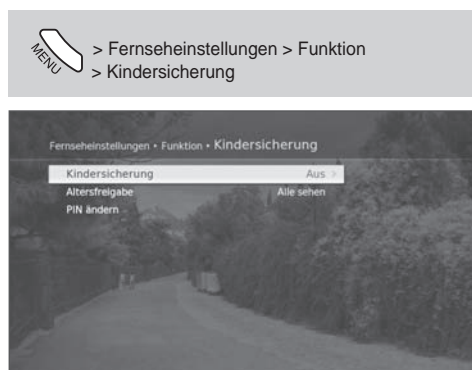 MENU
> Fernseheinstellungen > Funktion
> Kindersicherung
Fernseheinstellungen • Funktion • Kindersicherung
Kindersicherung Aus >
Altersfreigabe Alle sehen
PIN ändern